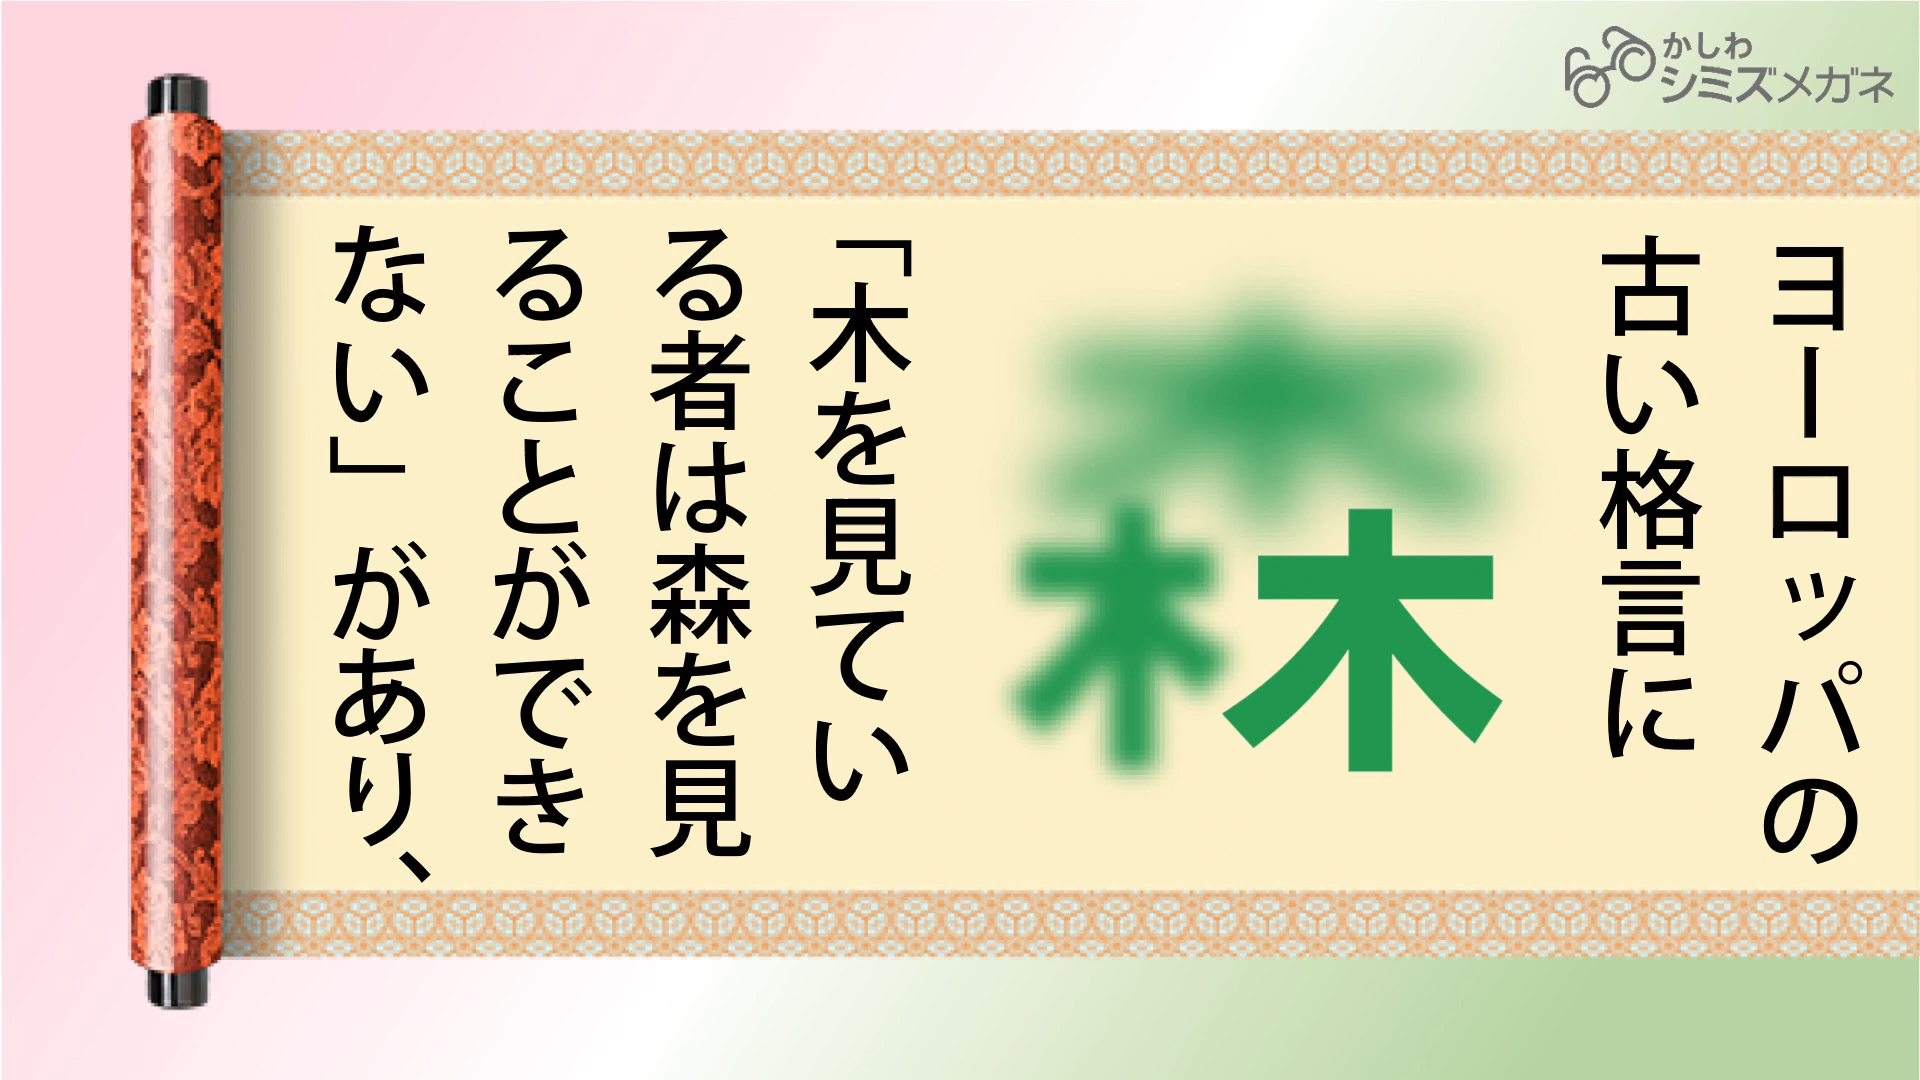 かしわ
シミズメガネ
ヨーロッパの
古い格言に
森
「木を見てい
る者は森を見
ることができ
ない」があり、